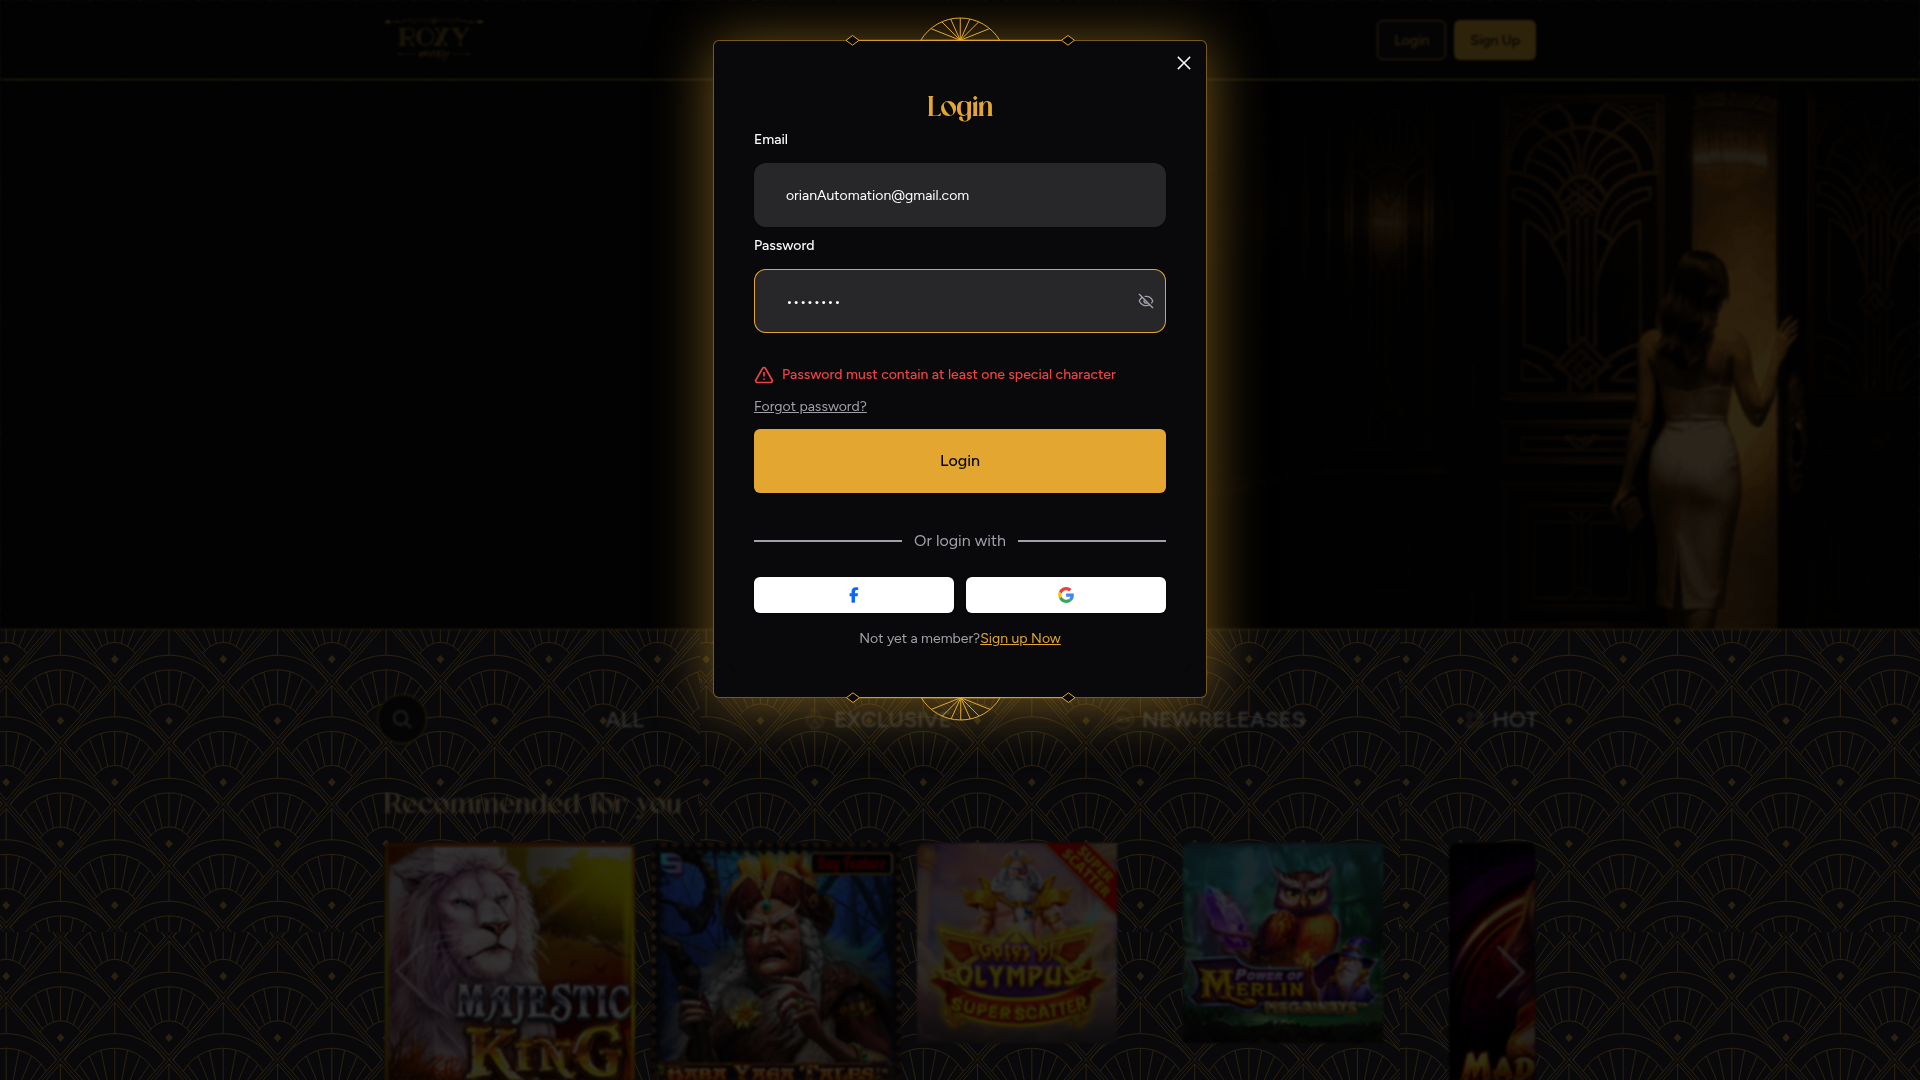 ROXY
Login
Sign Up
Login
Email
orianAutomation@gmail.com
Password
••••••••
Password must contain at least one special character
Forgot password?
Login
Or login with
Not yet a member?Sign up Now
ALL
EXCLUSIVE
NEW RELEASES
HOT
Recommended for you
MAJESTIC
KING
BABA YAGA TALES
SUPER
SCATTER
Gates of
OLYMPUS
SUPER SCATTER
POWER OF
MERLIN
MEGAWAYS
MAD